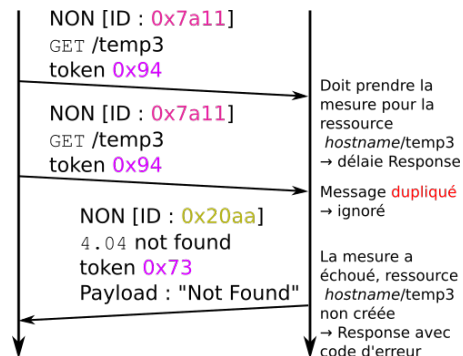 NON [ID : 0x7a11]
GET /temp3
token 0x94
Doit prendre la
mesure pour la
ressource
hostname/temp3
→ délaie Response
NON [ID : 0x7a11]
GET /temp3
token 0x94
Message dupliqué
→ ignoré
NON [ID : 0x20aa]
4.04 not found
token 0x73
Payload : "Not Found"
La mesure a
échoué, ressource
hostname/temp3
non créée
→ Response avec
code d'erreur